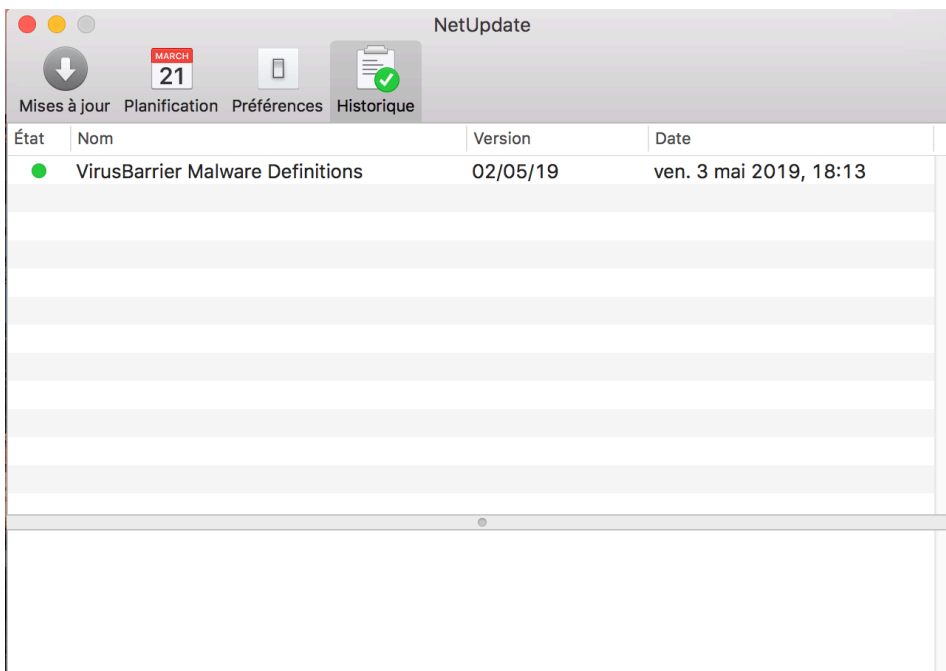 NetUpdate
MARCH
21
Mises à jour Planification Préférences Historique
État Nom Version Date
VirusBarrier Malware Definitions 02/05/19 ven. 3 mai 2019, 18:13